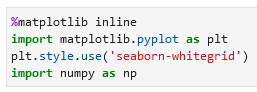 %matplotlib inline
import matplotlib.pyplot as plt
plt.style.use('seaborn-whitegrid')
import numpy as np